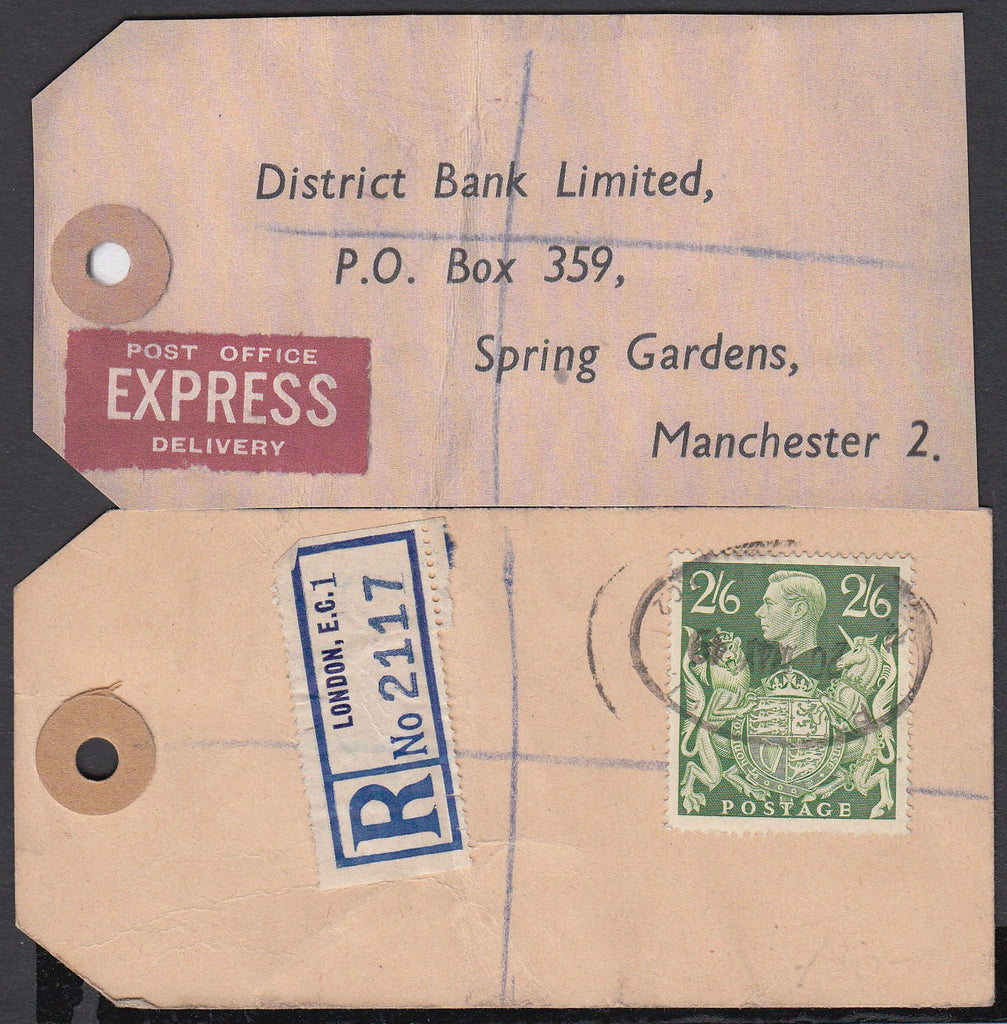 District Bank Limited,
P.O. Box 359,
Spring Gardens,
Manchester 2.
POST OFFICE
EXPRESS
DELIVERY
LONDON, E.C.1
R No 2117
2/6 2/6
POSTAGE